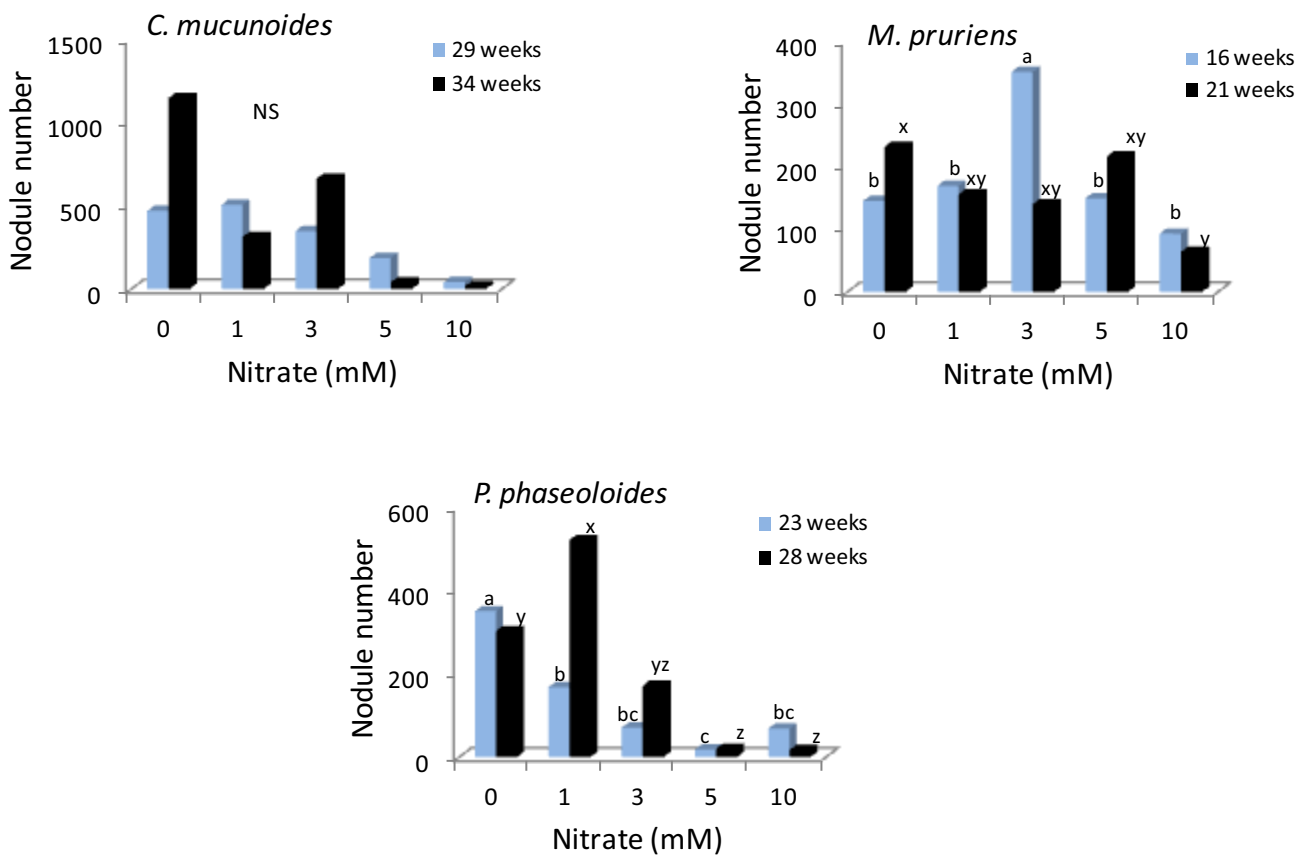 C. mucunoides
29 weeks
34 weeks
NS
Nodule number
1500
1000
500
0
0 1 3 5 10
Nitrate (mM)
M. pruriens
16 weeks
21 weeks
Nodule number
400
300
200
100
0
b x b xy a xy b xy b y
0 1 3 5 10
Nitrate (mM)
P. phaseoloides
23 weeks
28 weeks
Nodule number
600
400
200
0
a y b x bc yz c z bc z
0 1 3 5 10
Nitrate (mM)